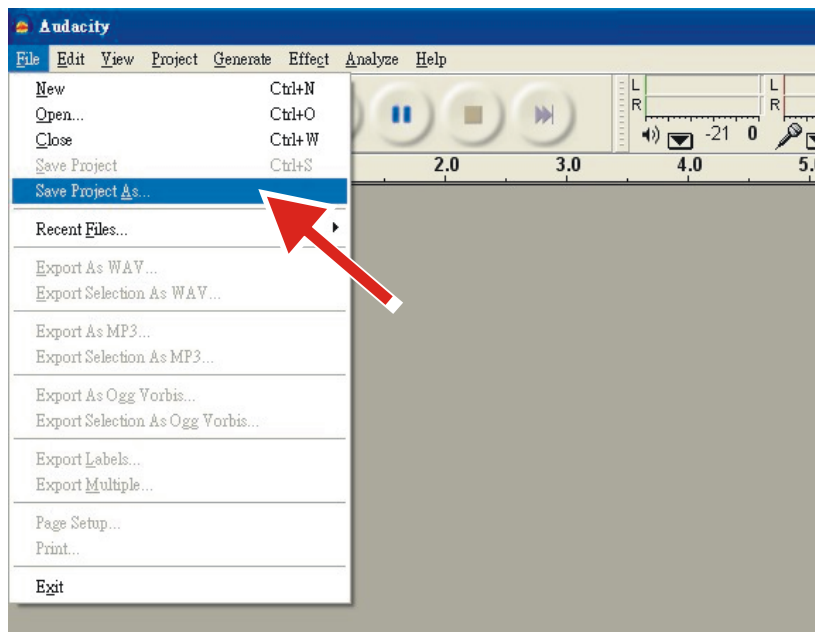 Audacity
File Edit View Project Generate Effect Analyze Help
New Ctrl+N
Open... Ctrl+O
Close Ctrl+W
Save Project Ctrl+S
Save Project As...
Recent Files...
Export As WAV...
Export Selection As WAV...
Export As MP3...
Export Selection As MP3...
Export As Ogg Vorbis...
Export Selection As Ogg Vorbis...
Export Labels...
Export Multiple...
Page Setup...
Print...
Exit
L L
R R
-21 0
2.0 3.0 4.0 5.